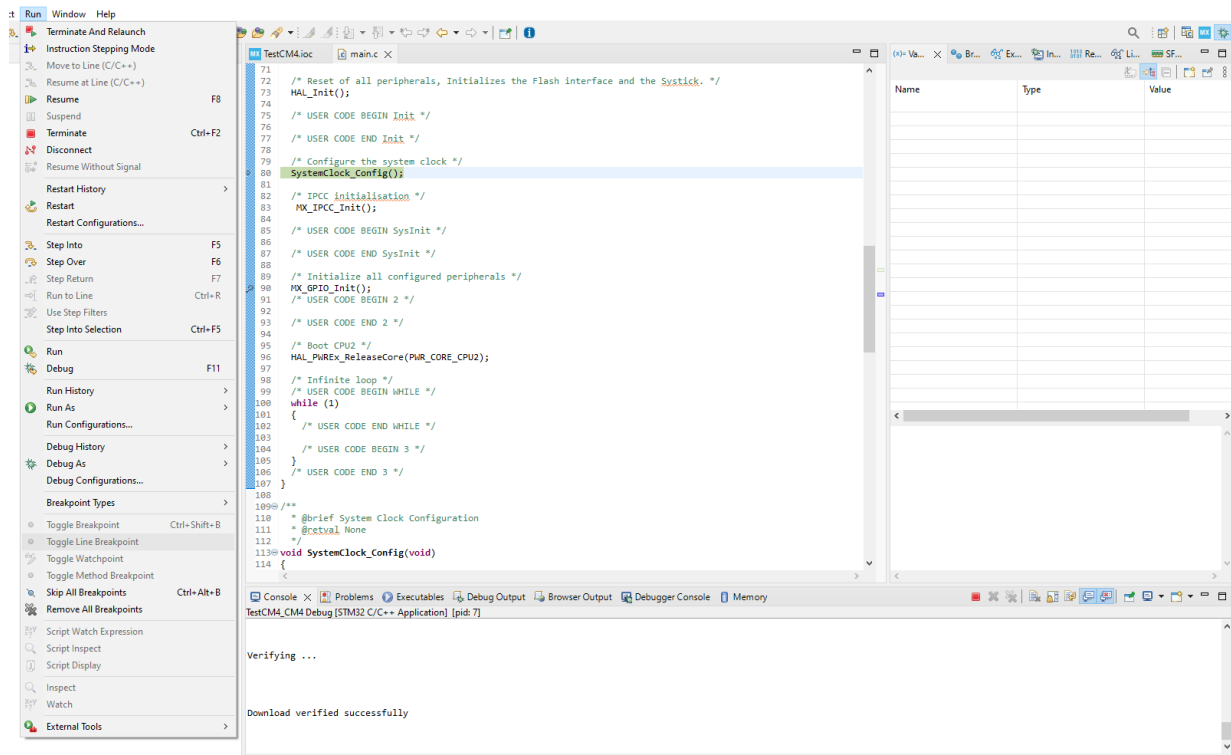 ct Run Window Help
Terminate And Relaunch
Instruction Stepping Mode
Move to Line (C/C++)
Resume at Line (C/C++)
Resume F8
Suspend
Terminate Ctrl+F2
Disconnect
Resume Without Signal
Restart History >
Restart
Restart Configurations...
Step Into F5
Step Over F6
Step Return F7
Run to Line Ctrl+R
Use Step Filters
Step Into Selection Ctrl+F5
Run
Debug F11
Run History >
Run As >
Run Configurations...
Debug History >
Debug As >
Debug Configurations...
Breakpoint Types >
Toggle Breakpoint Ctrl+Shift+B
Toggle Line Breakpoint
Toggle Watchpoint
Toggle Method Breakpoint
Skip All Breakpoints Ctrl+Alt+B
Remove All Breakpoints
Script Watch Expression
Script Inspect
Script Display
Inspect
Watch
External Tools >
MX TestCM4.ioc main.c
71
72 /* Reset of all peripherals, Initializes the Flash interface and the Systick. */
73 HAL_Init();
74
75 /* USER CODE BEGIN Init */
76
77 /* USER CODE END Init */
78
79 /* Configure the system clock */
80 SystemClock_Config();
81
82 /* IPCC initialisation */
83 MX_IPCC_Init();
84
85 /* USER CODE BEGIN SysInit */
86
87 /* USER CODE END SysInit */
88
89 /* Initialize all configured peripherals */
90 MX_GPIO_Init();
91 /* USER CODE BEGIN 2 */
92
93 /* USER CODE END 2 */
94
95 /* Boot CPU2 */
96 HAL_PWREx_ReleaseCore(PWR_CORE_CPU2);
97
98 /* Infinite loop */
99 /* USER CODE BEGIN WHILE */
100 while (1)
101 {
102 /* USER CODE END WHILE */
103
104 /* USER CODE BEGIN 3 */
105 }
106 /* USER CODE END 3 */
107 }
108
109 /**
110 * @brief System Clock Configuration
111 * @retval None
112 */
113 void SystemClock_Config(void)
114 {
(x)= Va... Br... Ex... In... Re... Li... SF...
Name Type Value
Console Problems Executables Debug Output Browser Output Debugger Console Memory
TestCM4_CM4 Debug [STM32 C/C++ Application] [pid: 7]
Verifying ...
Download verified successfully